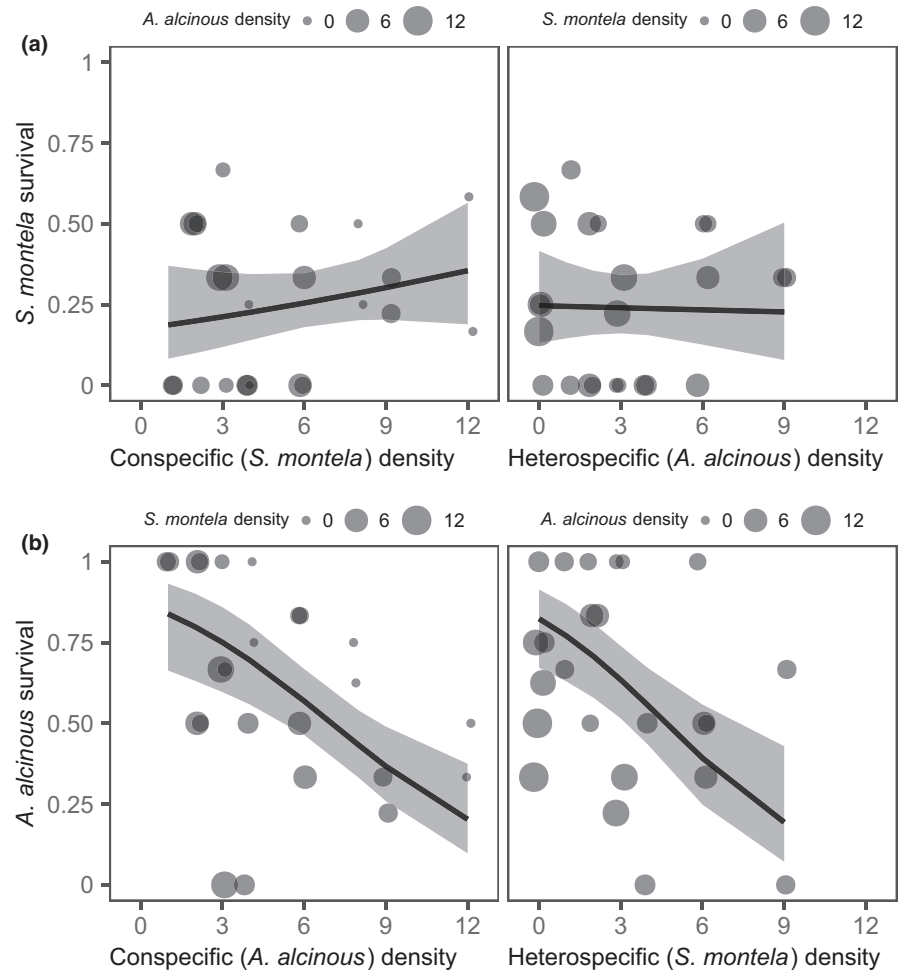 A. alcinous density 0 6 12
S. montela density 0 6 12
(a)
S. montela survival
1
0.75
0.50
0.25
0
0 3 6 9 12
0 3 6 9 12
Conspecific (S. montela) density
Heterospecific (A. alcinous) density
S. montela density 0 6 12
A. alcinous density 0 6 12
(b)
A. alcinous survival
1
0.75
0.50
0.25
0
0 3 6 9 12
0 3 6 9 12
Conspecific (A. alcinous) density
Heterospecific (S. montela) density